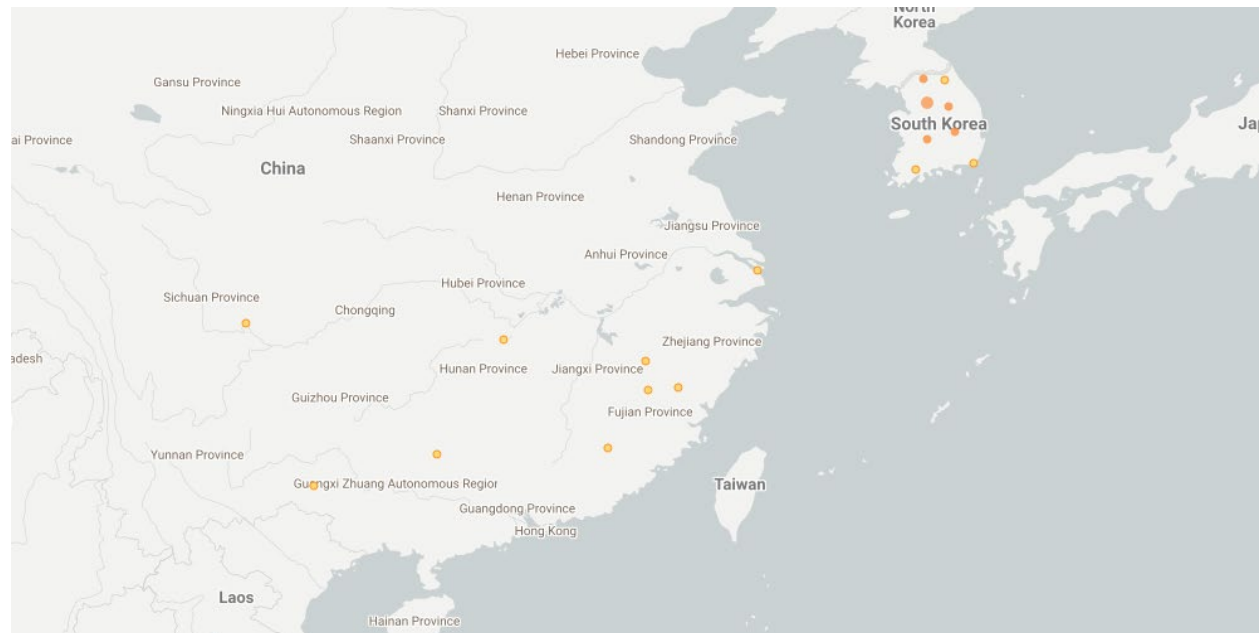 North
Korea
Hebei Province
Gansu Province
Ningxia Hui Autonomous Region
Shanxi Province
South Korea
Jap
ai Province
Shaanxi Province
Shandong Province
China
Henan Province
Jiangsu Province
Anhui Province
Hubei Province
Sichuan Province
Chongqing
Zhejiang Province
adesh
Hunan Province
Jiangxi Province
Guizhou Province
Fujian Province
Yunnan Province
Guangxi Zhuang Autonomous Region
Taiwan
Guangdong Province
Hong Kong
Laos
Hainan Province